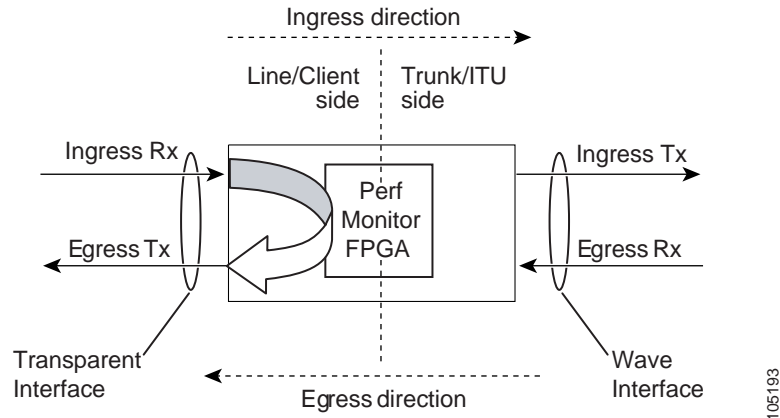 Ingress direction
Line/Client
side
Trunk/ITU
side
Ingress Rx
Ingress Tx
Perf
Monitor
FPGA
Egress Tx
Egress Rx
Transparent
Interface
Wave
Interface
Egress direction
105193